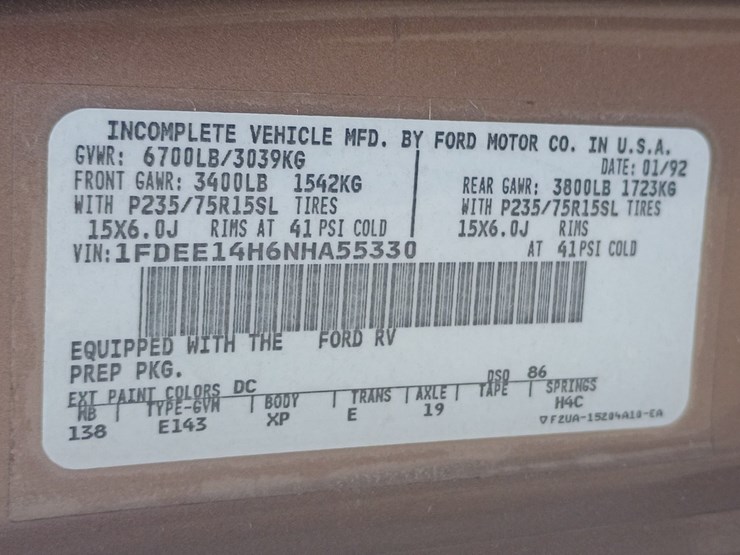 INCOMPLETE VEHICLE MFD. BY FORD MOTOR CO. IN U.S.A.
GVWR: 6700LB/3039KG DATE: 01/92
FRONT GAWR: 3400LB 1542KG REAR GAWR: 3800LB 1723KG
WITH P235/75R15SL TIRES WITH P235/75R15SL TIRES
15X6.0J RIMS AT 41 PSI COLD 15X6.0J RIMS
VIN: 1FDEE14H6NHA55330 AT 41PSI COLD
EQUIPPED WITH THE FORD RV
PREP PKG.
EXT PAINT COLORS DC DSO 86
WB TYPE-GVW BODY TRANS AXLE TAPE SPRINGS
138 E143 XP E 19 H4C
▽ F2UA-15204A10-CA